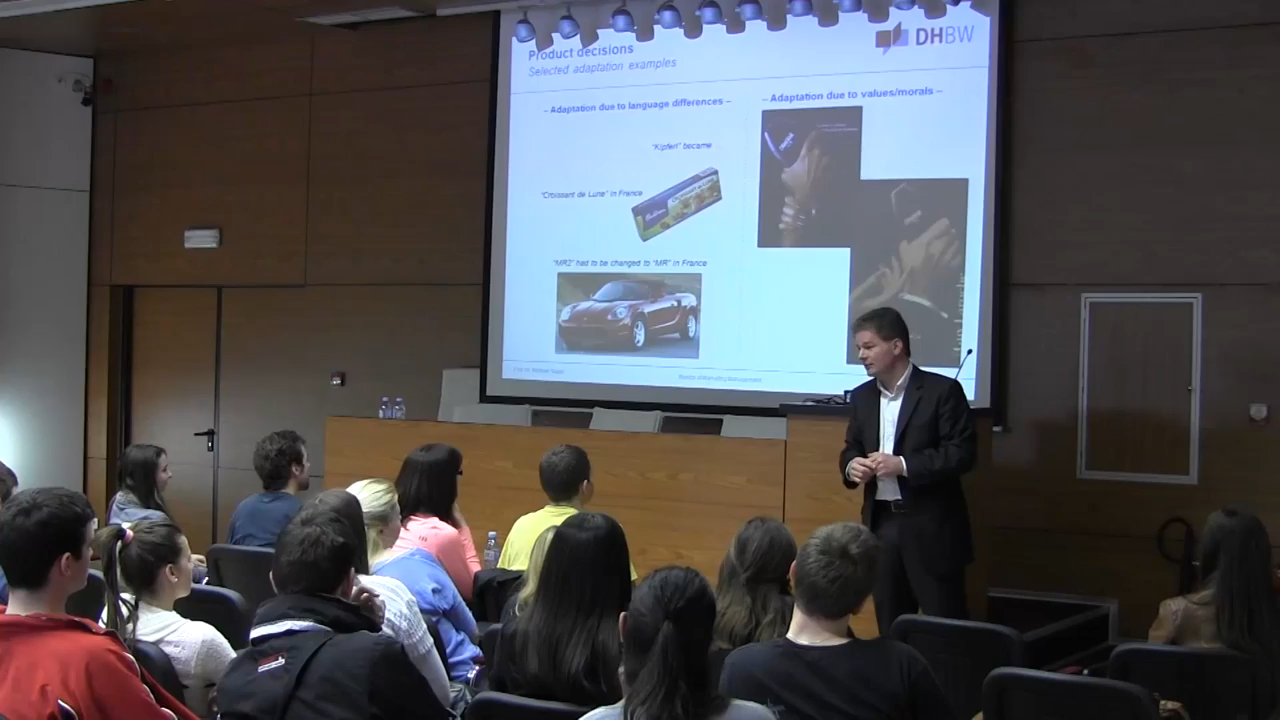 DHBW
Product decisions
Selected adaptation examples
– Adaptation due to language differences –
– Adaptation due to values/morals –
"Kipferl" became
"Croissant de Lune" in France
"MR2" had to be changed to "MR" in France